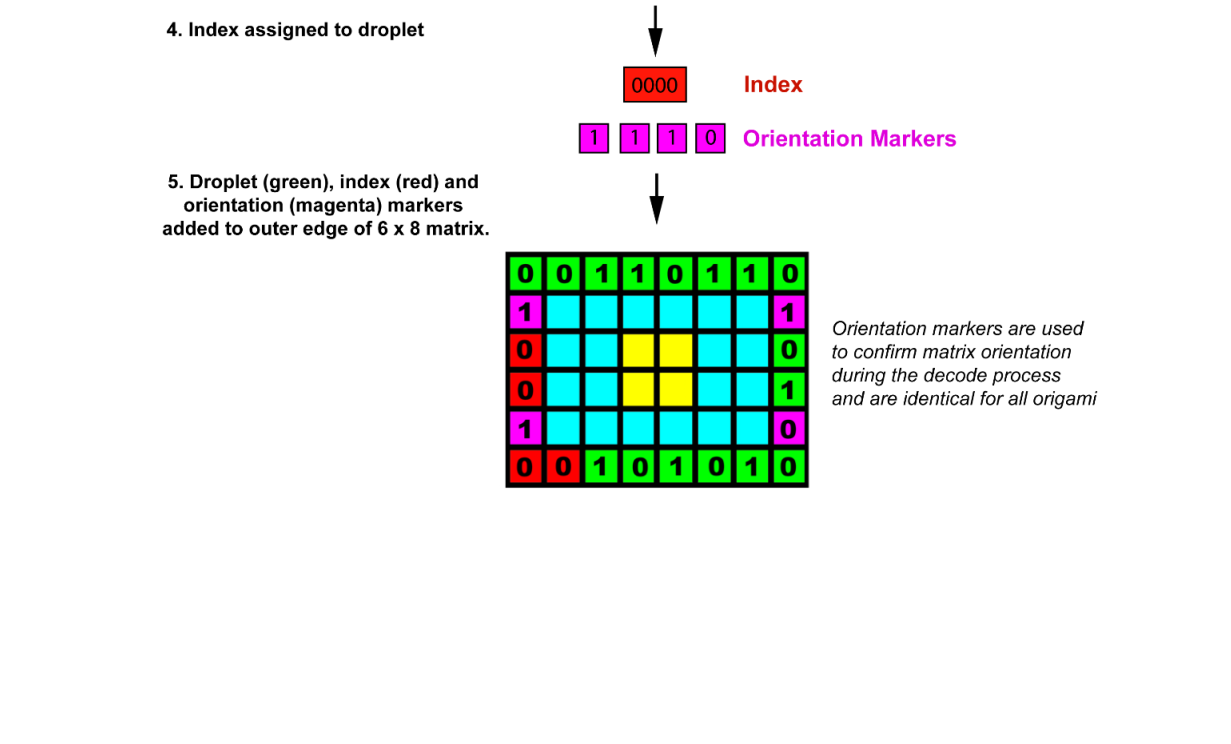 4. Index assigned to droplet
0000 Index
1 1 1 0 Orientation Markers
5. Droplet (green), index (red) and
orientation (magenta) markers
added to outer edge of 6 x 8 matrix.
0 0 1 1 0 1 1 0
1 1
0 0
0 1
1 0
0 0 1 0 1 0 1 0
Orientation markers are used
to confirm matrix orientation
during the decode process
and are identical for all origami